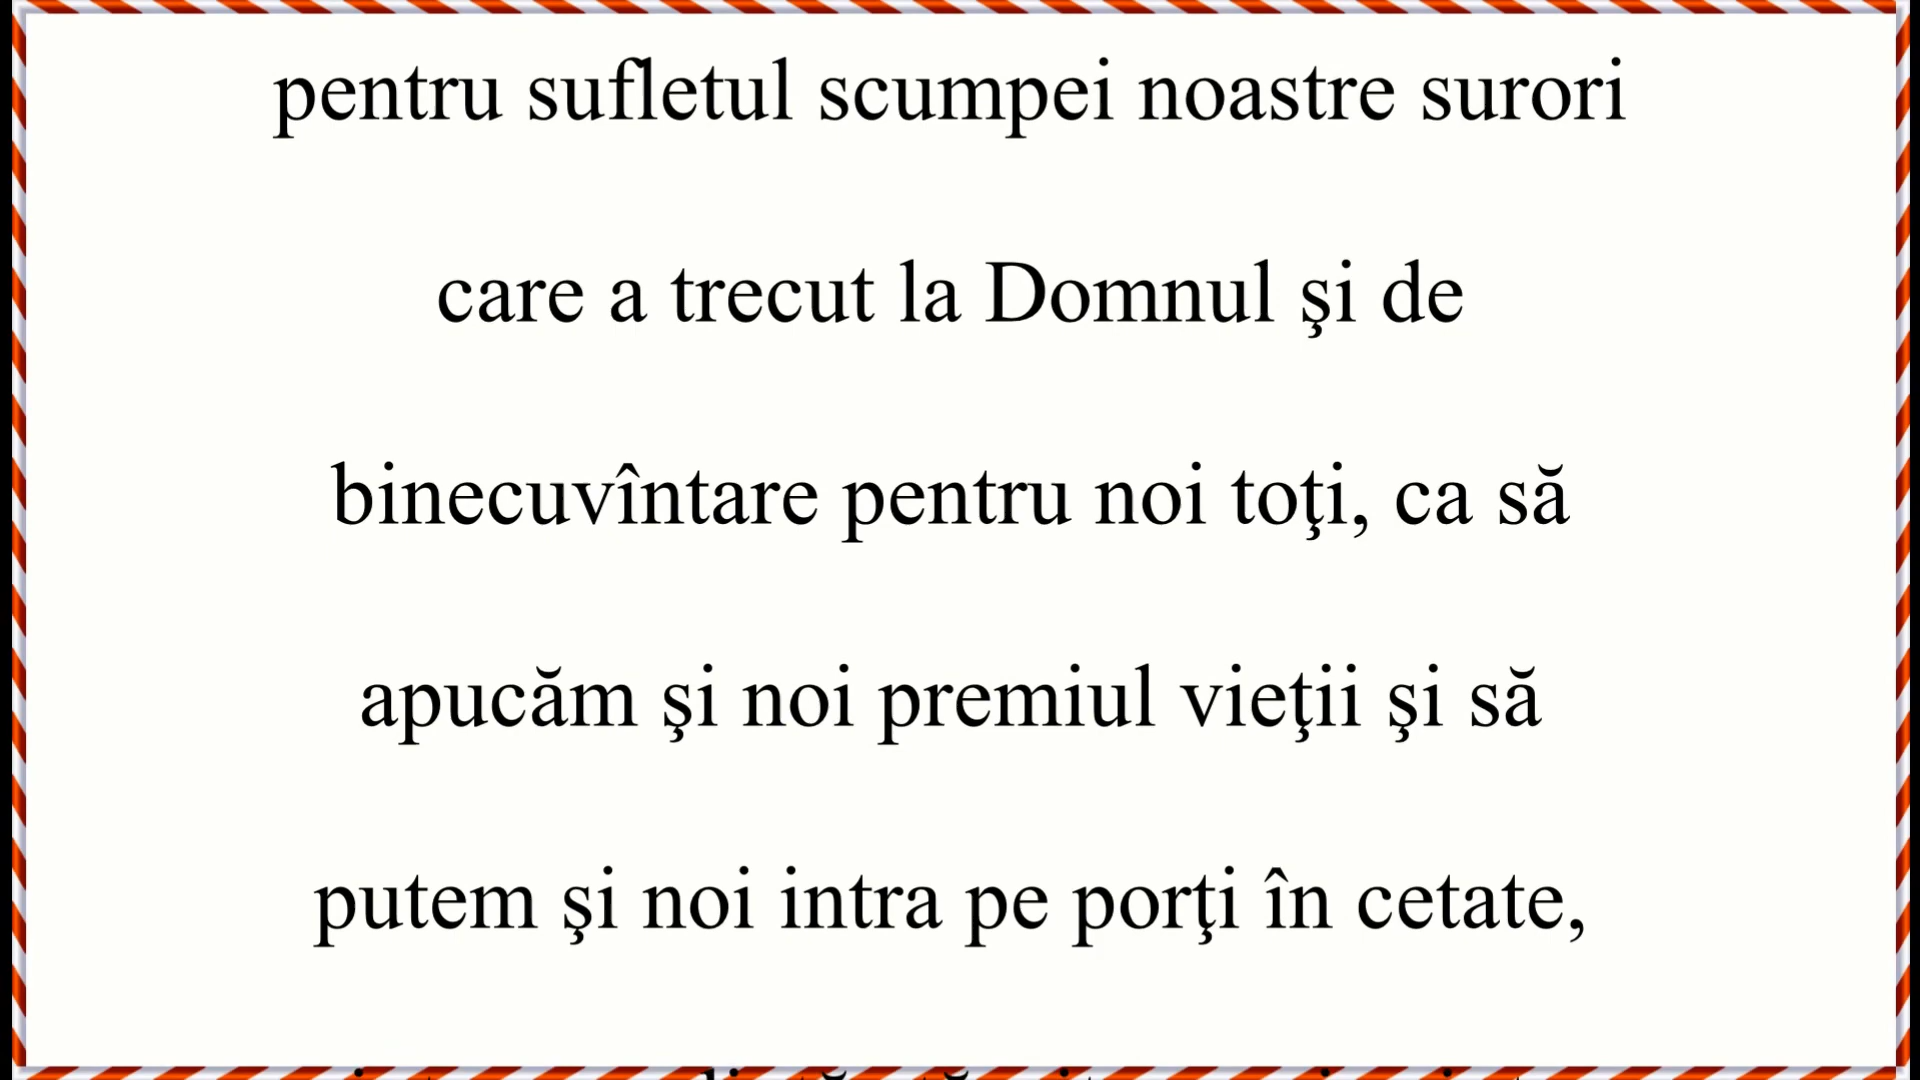 pentru sufletul scumpei noastre surori
care a trecut la Domnul şi de
binecuvîntare pentru noi toţi, ca să
apucăm şi noi premiul vieţii şi să
putem şi noi intra pe porţi în cetate,